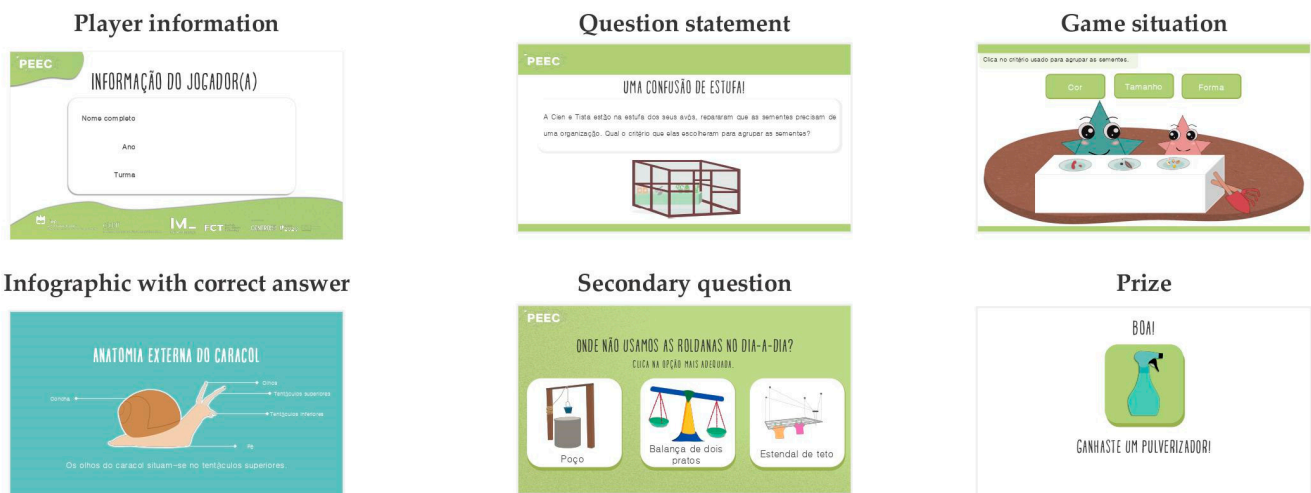 Player information
Question statement
Game situation
PEEC
INFORMAÇÃO DO JOGADOR(A)
Nome completo
Ano
Turma
FCT
PEEC
UMA CONFUSÃO DE ESTUFA!
A Cien e Tista estão na estufa dos seus avós, repararam que as sementes precisam de
uma organização. Qual o critério que elas escolheram para agrupar as sementes?
Clica no critério usado para agrupar as sementes.
Cor
Tamanho
Forma
Infographic with correct answer
Secondary question
Prize
ANATOMIA EXTERNA DO CARACOL
Olhos
Tentáculos superiores
Concha
Tentáculos inferiores
Pé
Os olhos do caracol situam-se no tentáculos superiores
PEEC
ONDE NÃO USAMOS AS ROLDANAS NO DIA-A-DIA?
CLICA NA OPÇÃO MAIS ADEQUADA.
Poço
Balança de dois
pratos
Estendal de teto
BOA!
GANHASTE UM PULVERIZADOR!